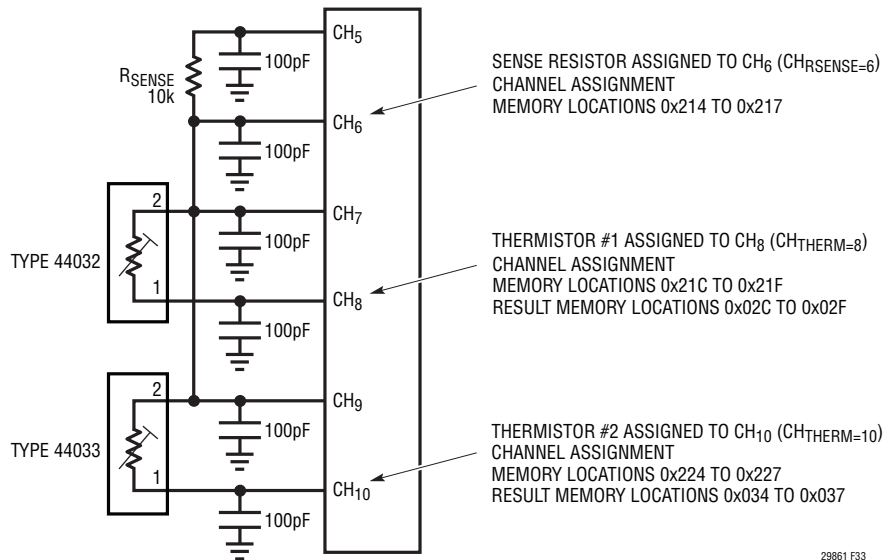 CH5
100pF
RSENSE
10k
CH6
100pF
SENSE RESISTOR ASSIGNED TO CH6 (CHRSENSE=6)
CHANNEL ASSIGNMENT
MEMORY LOCATIONS 0x214 TO 0x217
TYPE 44032
2
1
CH7
100pF
CH8
100pF
THERMISTOR #1 ASSIGNED TO CH8 (CHTHERM=8)
CHANNEL ASSIGNMENT
MEMORY LOCATIONS 0x21C TO 0x21F
RESULT MEMORY LOCATIONS 0x02C TO 0x02F
TYPE 44033
2
1
CH9
100pF
CH10
100pF
THERMISTOR #2 ASSIGNED TO CH10 (CHTHERM=10)
CHANNEL ASSIGNMENT
MEMORY LOCATIONS 0x224 TO 0x227
RESULT MEMORY LOCATIONS 0x034 TO 0x037
29861 F33